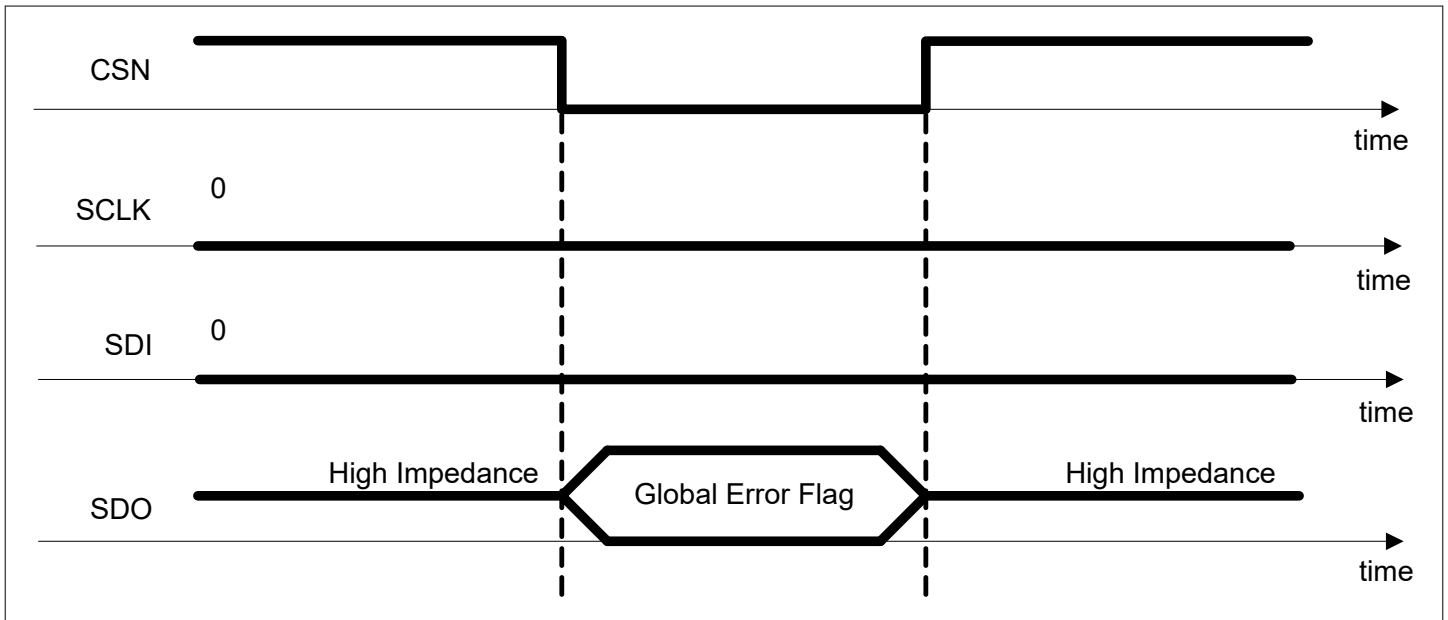 CSN
time
0
SCLK
time
0
SDI
time
High Impedance
Global Error Flag
High Impedance
SDO
time